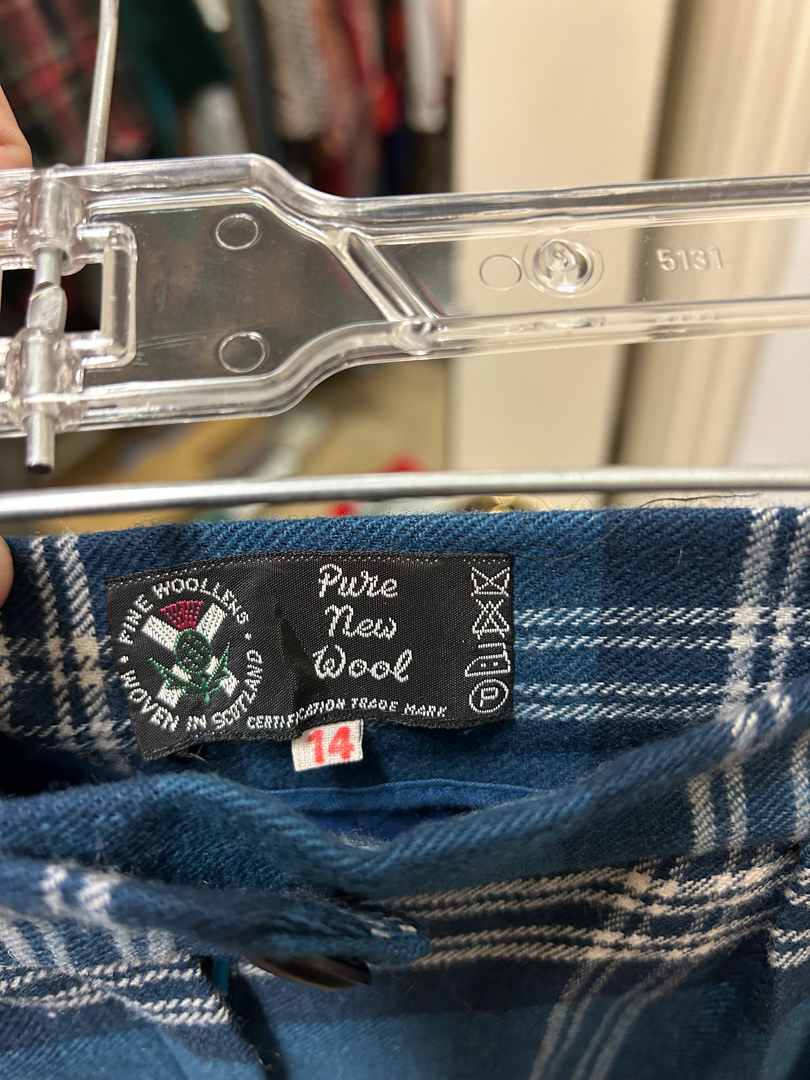 5131
• FINE WOOLLENS •
WOVEN IN SCOTLAND
Pure
New
Wool
CERTIFICATION TRADE MARK
P
14